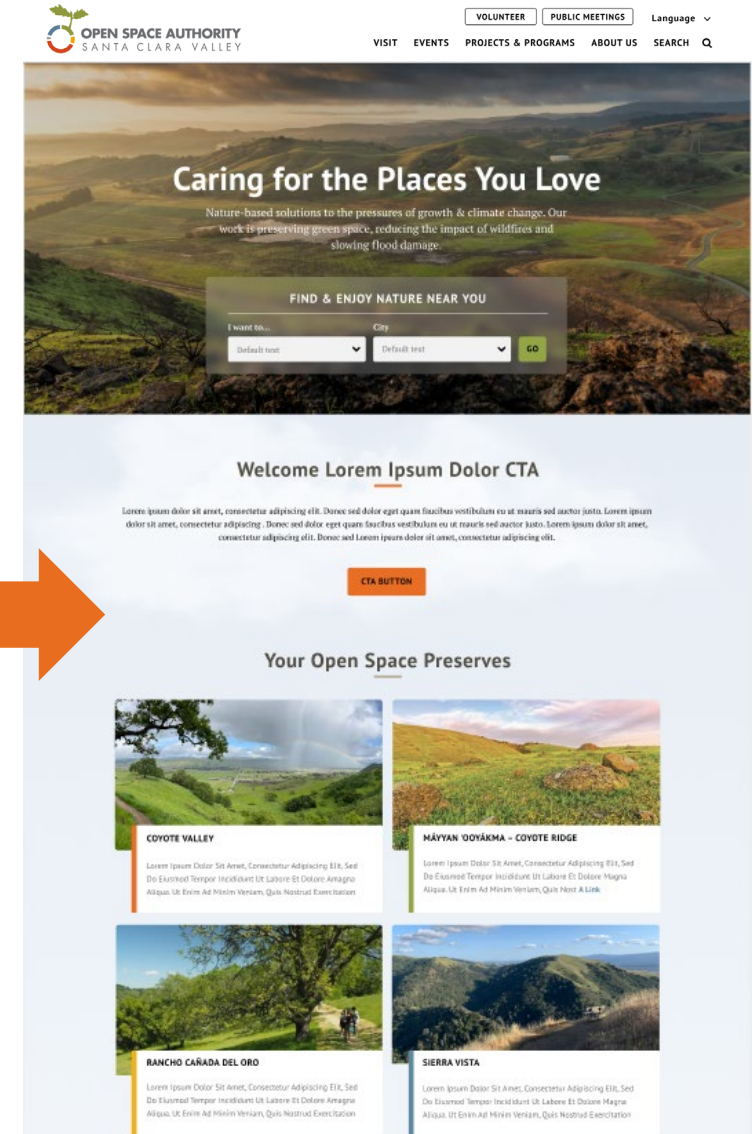 VOLUNTEER PUBLIC MEETINGS Language
OPEN SPACE AUTHORITY
SANTA CLARA VALLEY
VISIT EVENTS PROJECTS & PROGRAMS ABOUT US SEARCH
Caring for the Places You Love
Nature-based solutions to the pressures of growth & climate change. Our
work is preserving green space, reducing the impact of wildfires and
slowing flood damage.
FIND & ENJOY NATURE NEAR YOU
I want to... City
Default text Default text GO
Welcome Lorem Ipsum Dolor CTA
Lorem ipsum dolor sit amet, consectetur adipiscing elit. Donec sed dolor eget quam faucibus vestibulum eu ut mauris sed auctor justo. Lorem ipsum
dolor sit amet, consectetur adipiscing . Donec sed dolor eget quam faucibus vestibulum eu ut mauris sed auctor justo. Lorem ipsum dolor sit amet,
consectetur adipiscing elit. Donec sed Lorem ipsum dolor sit amet, consectetur adipiscing elit.
CTA BUTTON
Your Open Space Preserves
COYOTE VALLEY
Lorem Ipsum Dolor Sit Amet, Consectetur Adipiscing Elit, Sed
Do Eiusmod Tempor Incididunt Ut Labore Et Dolore Amagna
Aliqua. Ut Enim Ad Minim Veniam, Quis Nostrud Exercitation
MÁYYAN 'OOYÁKMA – COYOTE RIDGE
Lorem Ipsum Dolor Sit Amet, Consectetur Adipiscing Elit, Sed
Do Eiusmod Tempor Incididunt Ut Labore Et Dolore Magna
Aliqua. Ut Enim Ad Minim Veniam, Quis Nost A Link
RANCHO CAÑADA DEL ORO
Lorem Ipsum Dolor Sit Amet, Consectetur Adipiscing Elit, Sed
Do Eiusmod Tempor Incididunt Ut Labore Et Dolore Amagna
Aliqua. Ut Enim Ad Minim Veniam, Quis Nostrud Exercitation
SIERRA VISTA
Lorem Ipsum Dolor Sit Amet, Consectetur Adipiscing Elit, Sed
Do Eiusmod Tempor Incididunt Ut Labore Et Dolore Magna
Aliqua. Ut Enim Ad Minim Veniam, Quis Nostrud Exercitation